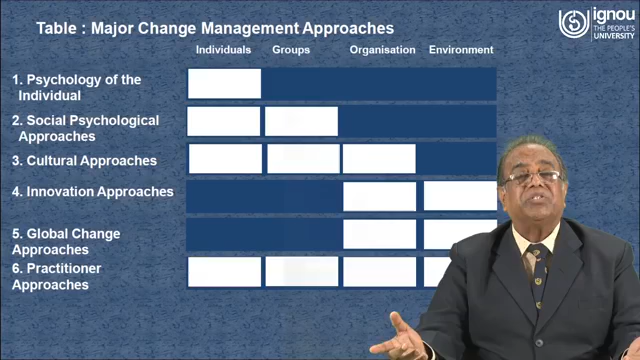 Table : Major Change Management Approaches
ignou
THE PEOPLE'S
UNIVERSITY
Individuals Groups Organisation Environment
1. Psychology of the
Individual
2. Social Psychological
Approaches
3. Cultural Approaches
4. Innovation Approaches
5. Global Change
Approaches
6. Practitioner
Approaches